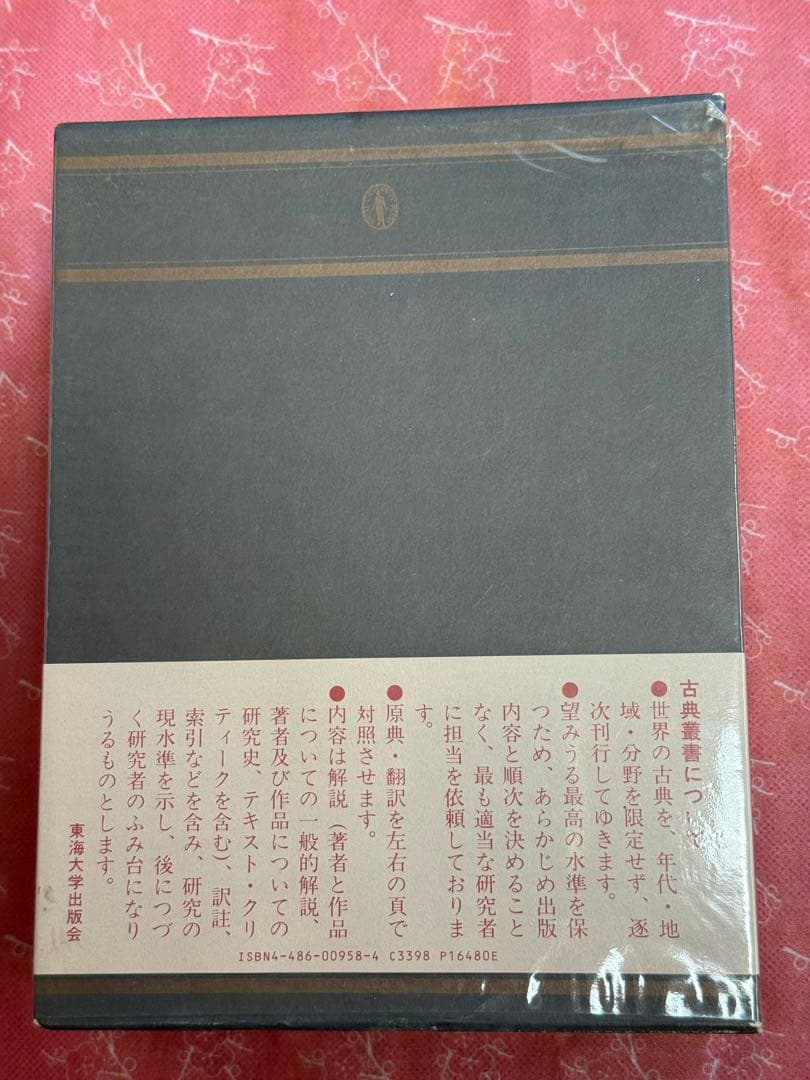 古典叢書について
●世界の古典を、年代・地
域・分野を限定せず、逐
次刊行してゆきます。
●望みうる最高の水準を保
つため、あらかじめ出版
内容と順次を決めること
なく、最も適当な研究者
に担当を依頼しておりま
す。
●原典・翻訳を左右の頁で
対照させます。
●内容は解説（著者と作品
についての一般的解説、
著者及び作品についての
研究史、テキスト・クリ
ティークを含む）、訳註、
索引などを含み、研究の
現水準を示し、後につづ
く研究者のふみ台になり
うるものとします。
東海大学出版会
ISBN4-486-00958-4 C3398 P16480E